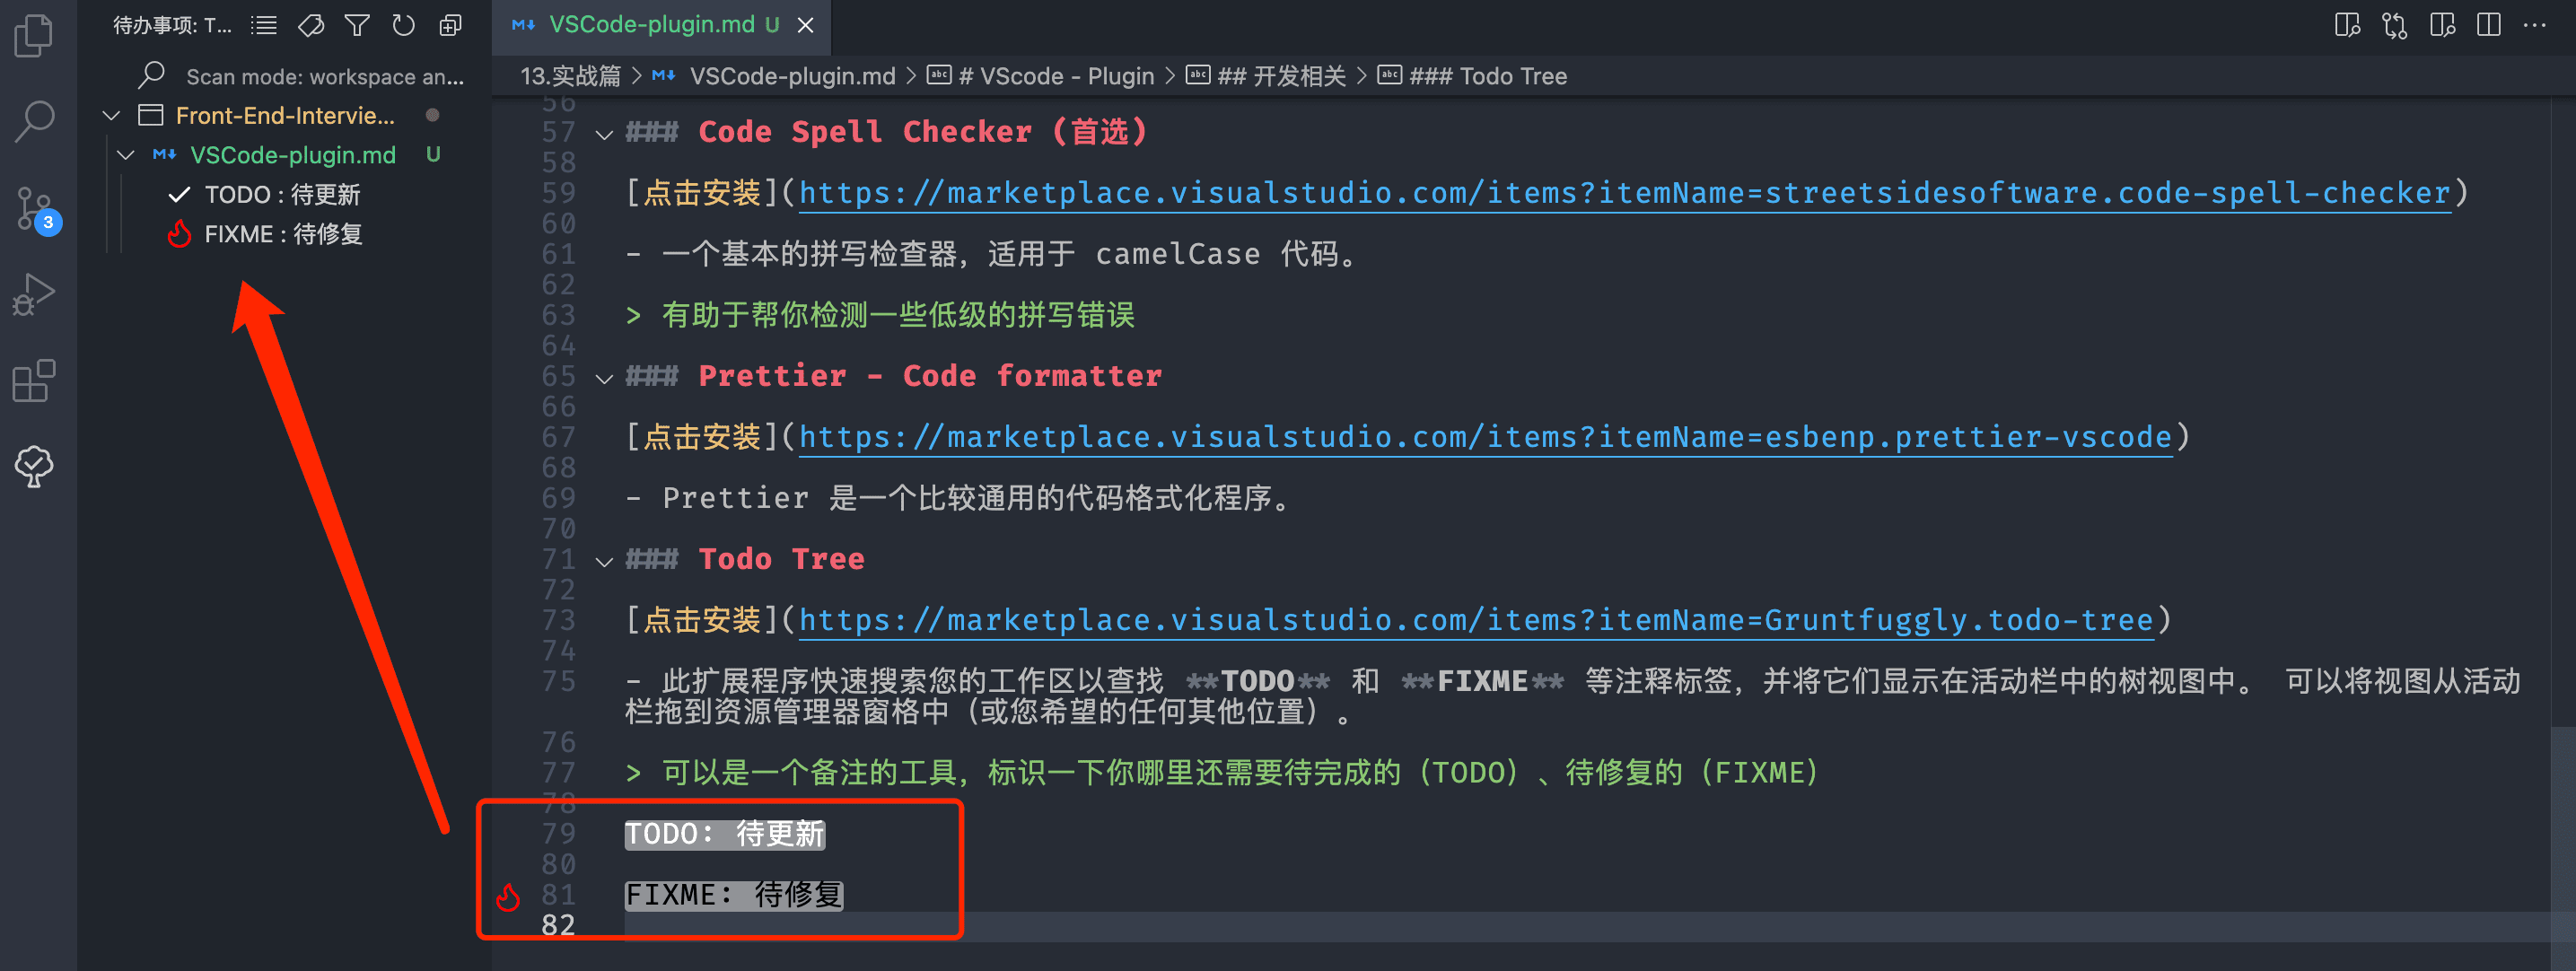 待办事项: T...
Scan mode: workspace an...
Front-End-Intervie...
VSCode-plugin.md U
TODO : 待更新
FIXME : 待修复
3
VSCode-plugin.md U
13.实战篇 > VSCode-plugin.md > # VScode - Plugin > ## 开发相关 > ### Todo Tree
56
57 ### Code Spell Checker (首选)
58
59 [点击安装](https://marketplace.visualstudio.com/items?itemName=streetsidesoftware.code-spell-checker)
60
61 - 一个基本的拼写检查器，适用于 camelCase 代码。
62
63 > 有助于帮你检测一些低级的拼写错误
64
65 ### Prettier - Code formatter
66
67 [点击安装](https://marketplace.visualstudio.com/items?itemName=esbenp.prettier-vscode)
68
69 - Prettier 是一个比较通用的代码格式化程序。
70
71 ### Todo Tree
72
73 [点击安装](https://marketplace.visualstudio.com/items?itemName=Gruntfuggly.todo-tree)
74
75 - 此扩展程序快速搜索您的工作区以查找 **TODO** 和 **FIXME** 等注释标签，并将它们显示在活动栏中的树视图中。 可以将视图从活动
栏拖到资源管理器窗格中（或您希望的任何其他位置）。
76
77 > 可以是一个备注的工具，标识一下你哪里还需要待完成的（TODO）、待修复的（FIXME）
78
79 TODO: 待更新
80
81 FIXME: 待修复
82